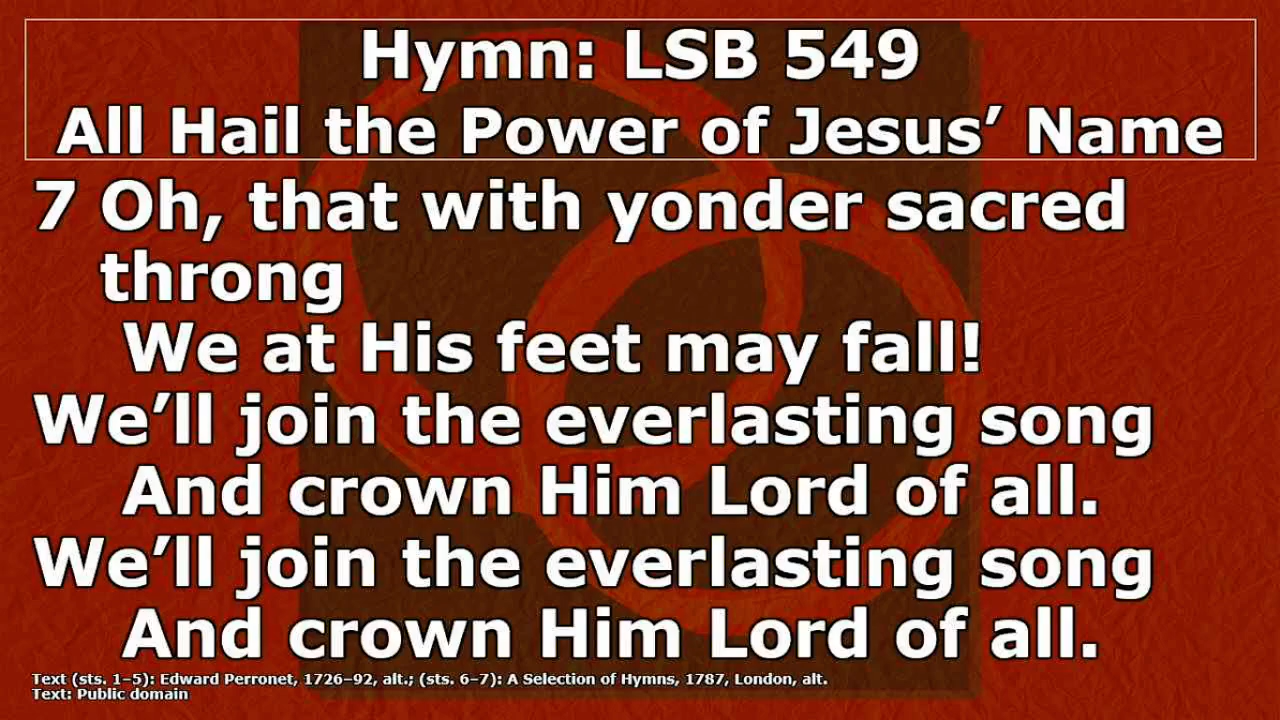 Hymn: LSB 549
All Hail the Power of Jesus’ Name
7 Oh, that with yonder sacred
throng
We at His feet may fall!
We’ll join the everlasting song
And crown Him Lord of all.
We’ll join the everlasting song
And crown Him Lord of all.
Text (sts. 1–5): Edward Perronet, 1726–92, alt.; (sts. 6–7): A Selection of Hymns, 1787, London, alt.
Text: Public domain